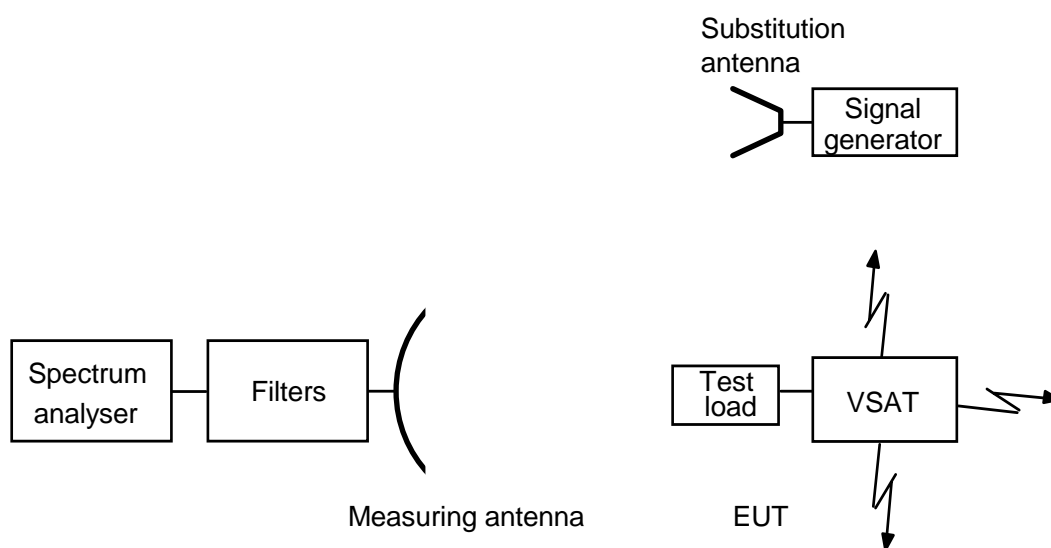 Substitution
antenna
Signal
generator
Spectrum
analyser
Filters
Test
load
VSAT
Measuring antenna
EUT